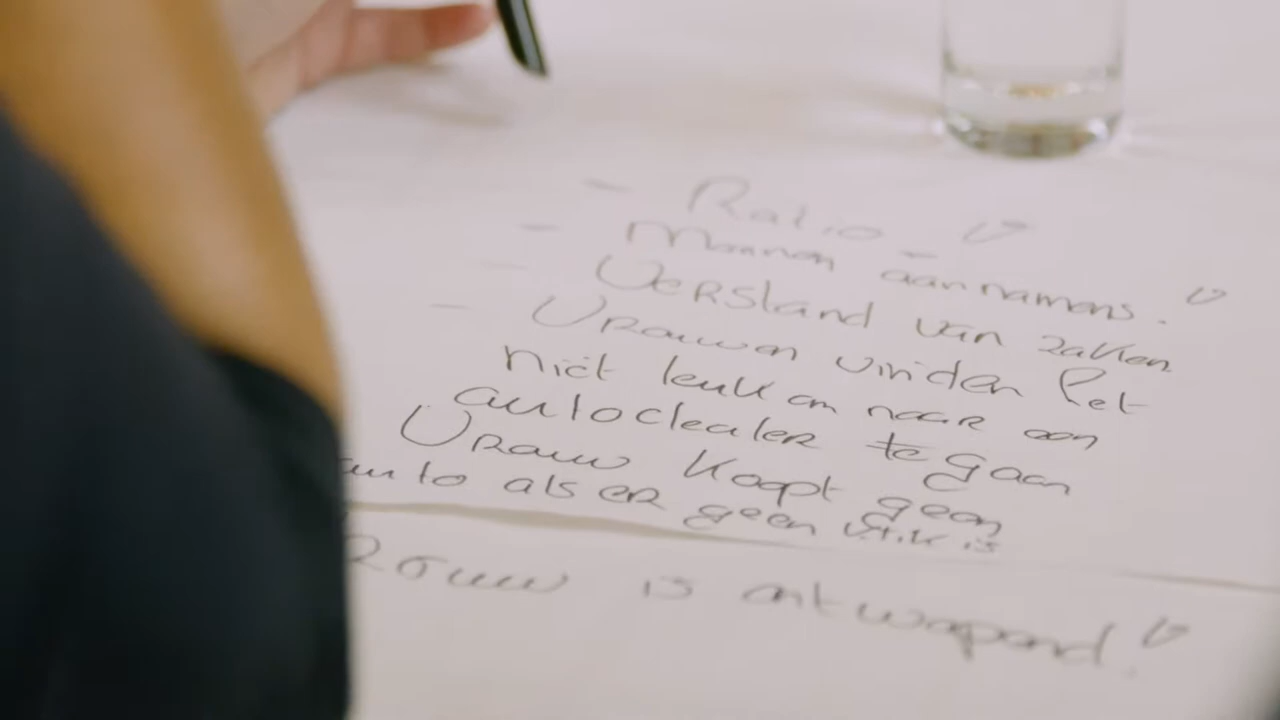 - Ratio
- Mannen aannamens.
- Verstand van zaken
- Vrouwen vinden het
niet leuk om naar een
autodealer te gaan
Vrouw koopt geen
auto als er geen klik is
is ontwapend!